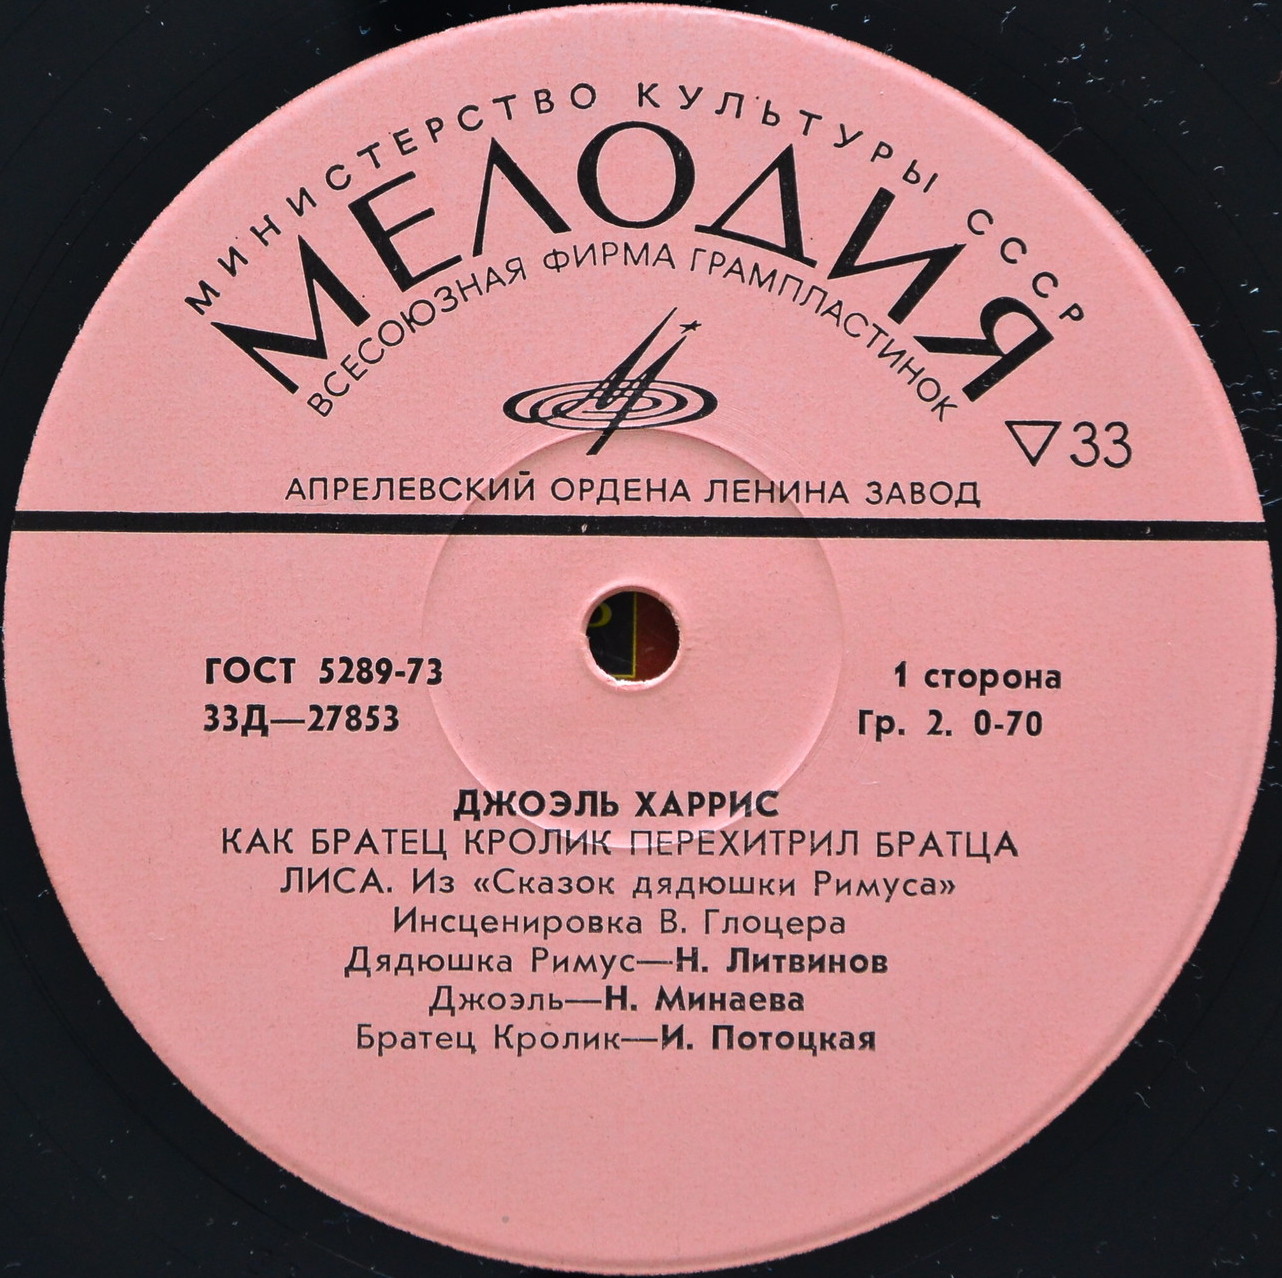 МИНИСТЕРСТВО КУЛЬТУРЫ СССР
МЕЛОДИЯ
ВСЕСОЮЗНАЯ ФИРМА ГРАМПЛАСТИНОК
▽33
АПРЕЛЕВСКИЙ ОРДЕНА ЛЕНИНА ЗАВОД
ГОСТ 5289-73
1 сторона
33Д—27853
Гр. 2. 0-70
ДЖОЭЛЬ ХАРРИС
КАК БРАТЕЦ КРОЛИК ПЕРЕХИТРИЛ БРАТЦА
ЛИСА. Из «Сказок дядюшки Римуса»
Инсценировка В. Глоцера
Дядюшка Римус—Н. Литвинов
Джоэль—Н. Минаева
Братец Кролик—И. Потоцкая